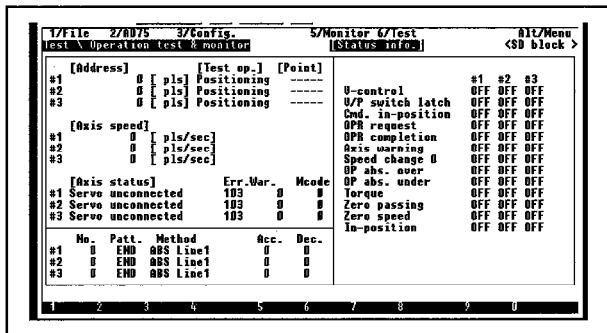 1/File 2/AD75 3/Config. 5/Monitor 6/Test Alt/Menu
Test \ Operation test & monitor [Status info.] <SD block >
[Address] [Test op.] [Point]
#1 0 [ pls] Positioning -----
#2 0 [ pls] Positioning -----
#3 0 [ pls] Positioning -----
[Axis speed]
#1 0 [ pls/sec]
#2 0 [ pls/sec]
#3 0 [ pls/sec]
[Axis status] Err.War. Mcode
#1 Servo unconnected 103 0 0
#2 Servo unconnected 103 0 0
#3 Servo unconnected 103 0 0
No. Patt. Method Acc. Dec.
#1 0 END ABS Line1 0 0
#2 0 END ABS Line1 0 0
#3 0 END ABS Line1 0 0
#1 #2 #3
V-control OFF OFF OFF
V/P switch latch OFF OFF OFF
Cmd. in-position OFF OFF OFF
OPR request OFF OFF OFF
OPR completion OFF OFF OFF
Axis warning OFF OFF OFF
Speed change 0 OFF OFF OFF
OP abs. over OFF OFF OFF
OP abs. under OFF OFF OFF
Torque OFF OFF OFF
Zero passing OFF OFF OFF
Zero speed OFF OFF OFF
In-position OFF OFF OFF
1 2 3 4 5 6 7 8 9 0